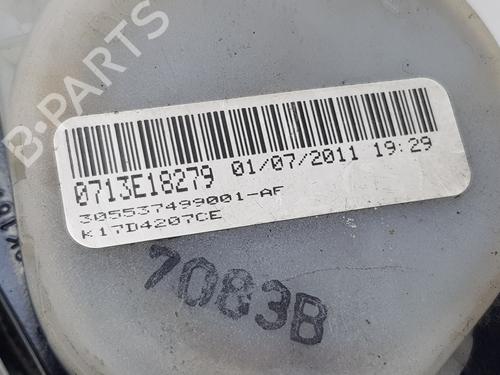 B-PARTS
0713E18279 01/07/2011 19:29
305537499001-AF
K17D4207CE
7083B